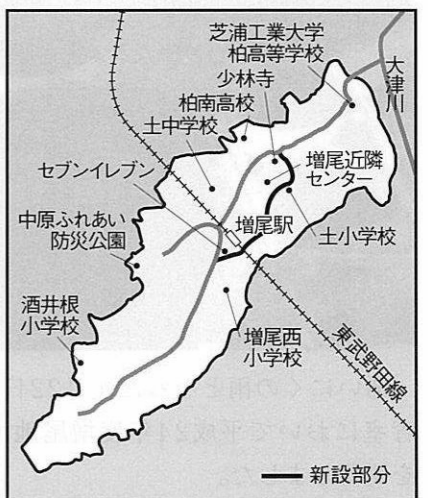 芝浦工業大学
柏高等学校
大津川
少林寺
柏南高校
土中学校
増尾近隣
センター
セブンイレブン
増尾駅
土小学校
中原ふれあい
防災公園
酒井根
小学校
増尾西
小学校
東武野田線
新設部分